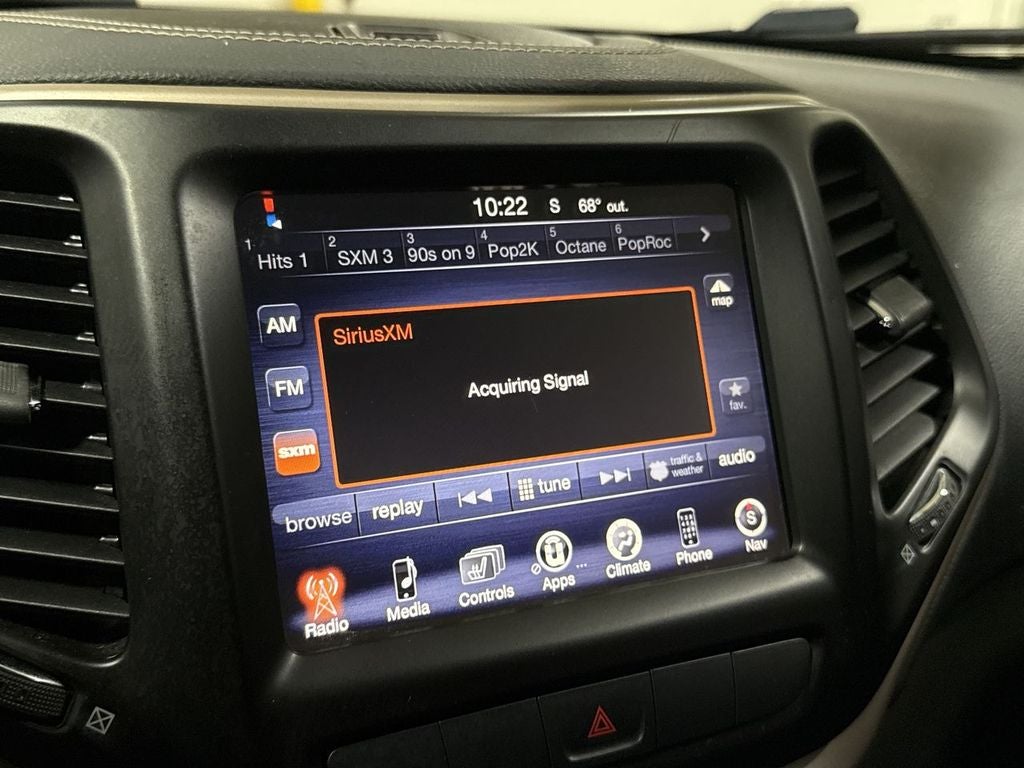 10:22 S 68° out.
1 Hits 1 2 SXM 3 3 90s on 9 4 Pop2K 5 Octane 6 PopRoc
map
AM
SiriusXM
Acquiring Signal
FM
fav.
sxm
browse replay tune traffic & weather audio
Radio Media Controls Apps ... Climate Phone S Nav